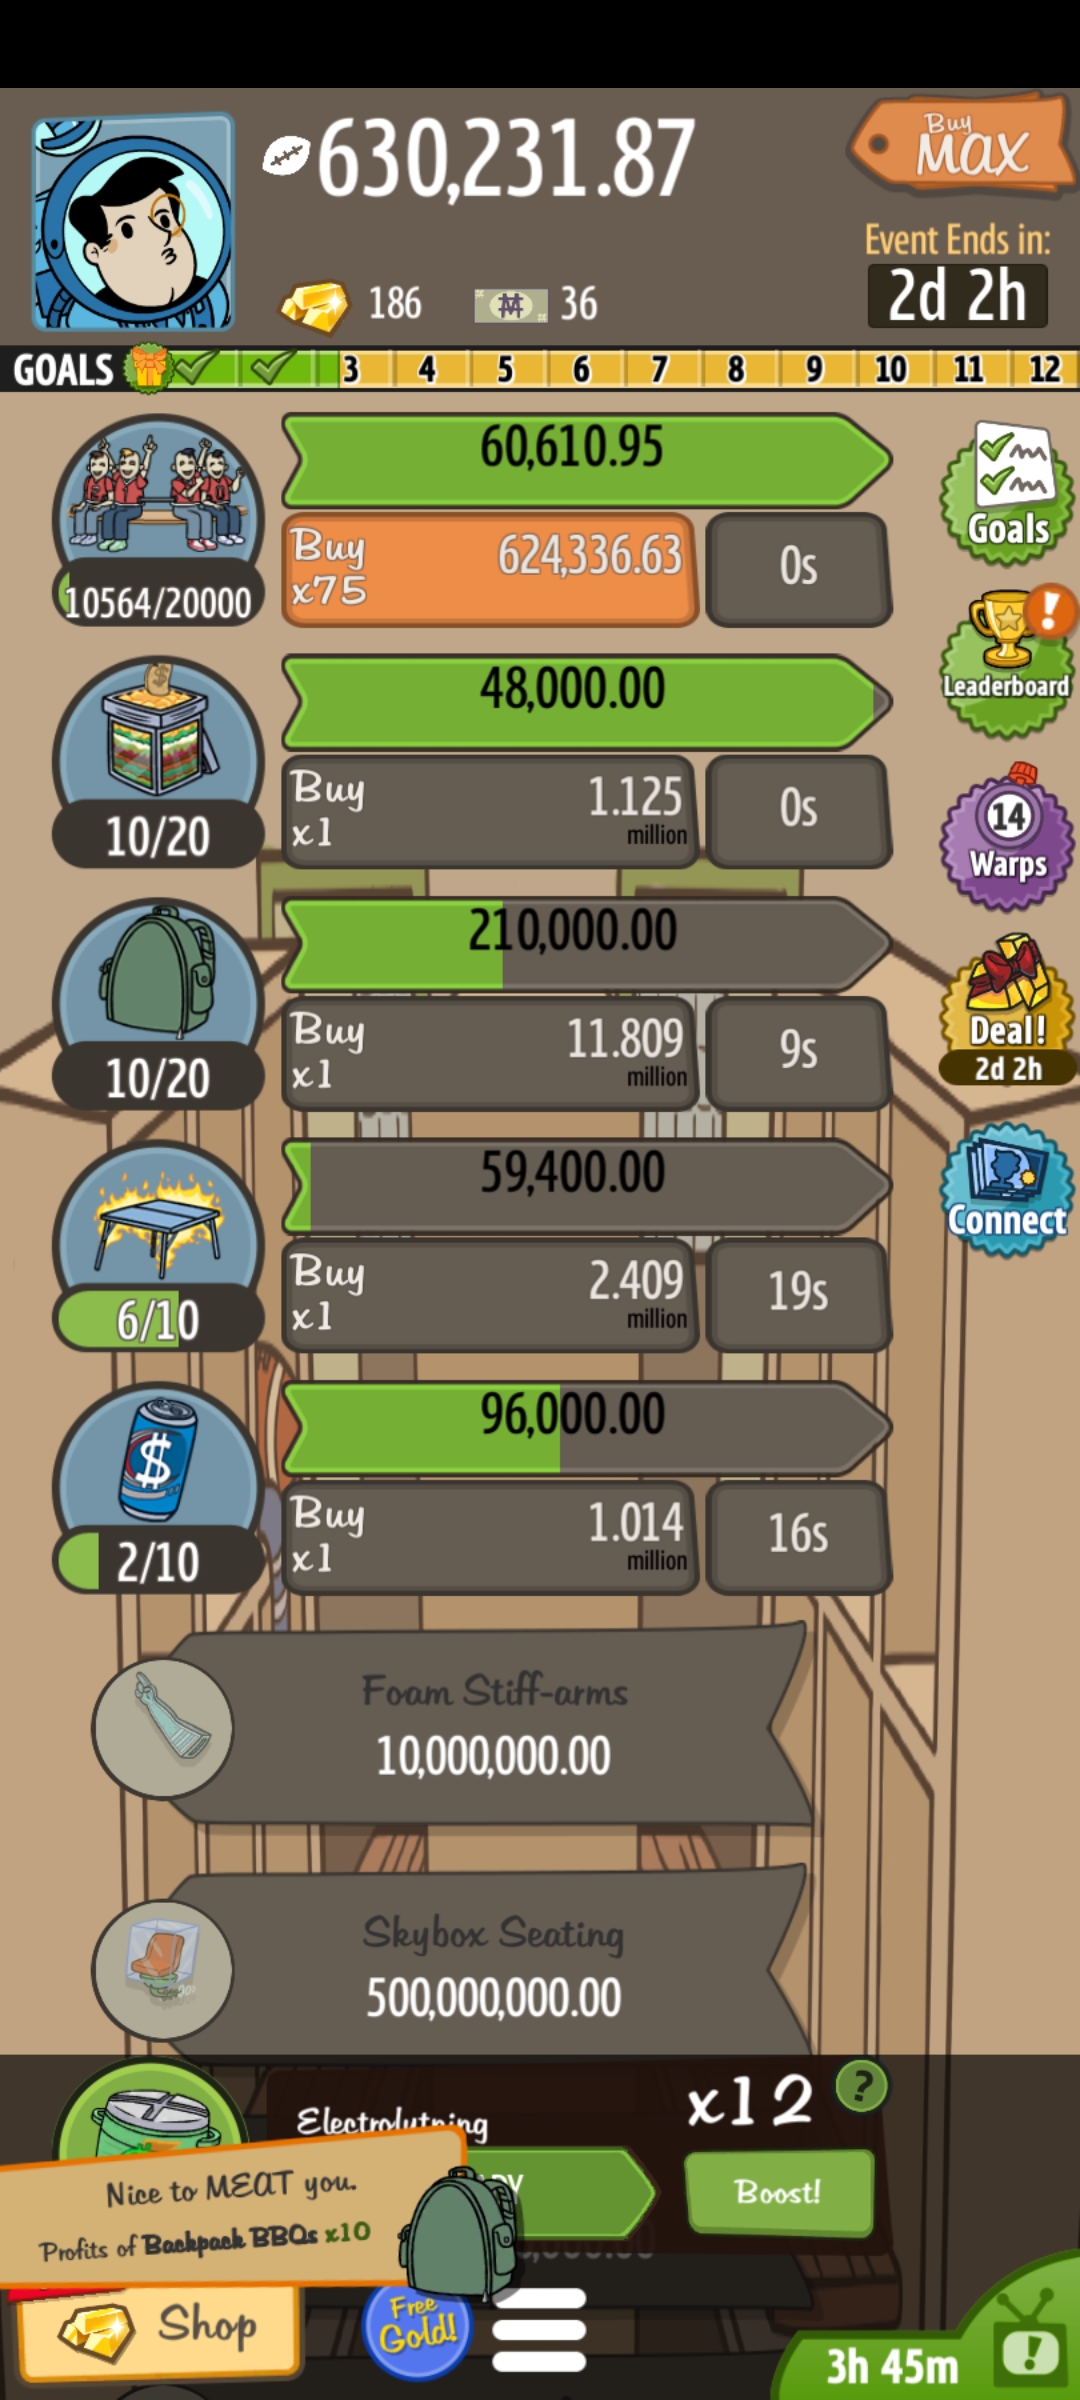 630,231.87
Buy
MAX
Event Ends in:
2d 2h
186
36
GOALS
3 4 5 6 7 8 9 10 11 12
60,610.95
Buy
x75
624,336.63
0s
10564/20000
Goals
48,000.00
Leaderboard
!
Buy
x1
1.125
million
0s
10/20
14
Warps
210,000.00
Buy
x1
11.809
million
9s
10/20
Deal!
2d 2h
59,400.00
Buy
x1
2.409
million
19s
6/10
Connect
96,000.00
$
Buy
x1
1.014
million
16s
2/10
Foam Stiff-arms
10,000,000.00
Skybox Seating
500,000,000.00
x12
?
Boost!
Nice to MEAT you.
Profits of Backpack BBQs x10
Shop
Free
Gold!
3h 45m
!